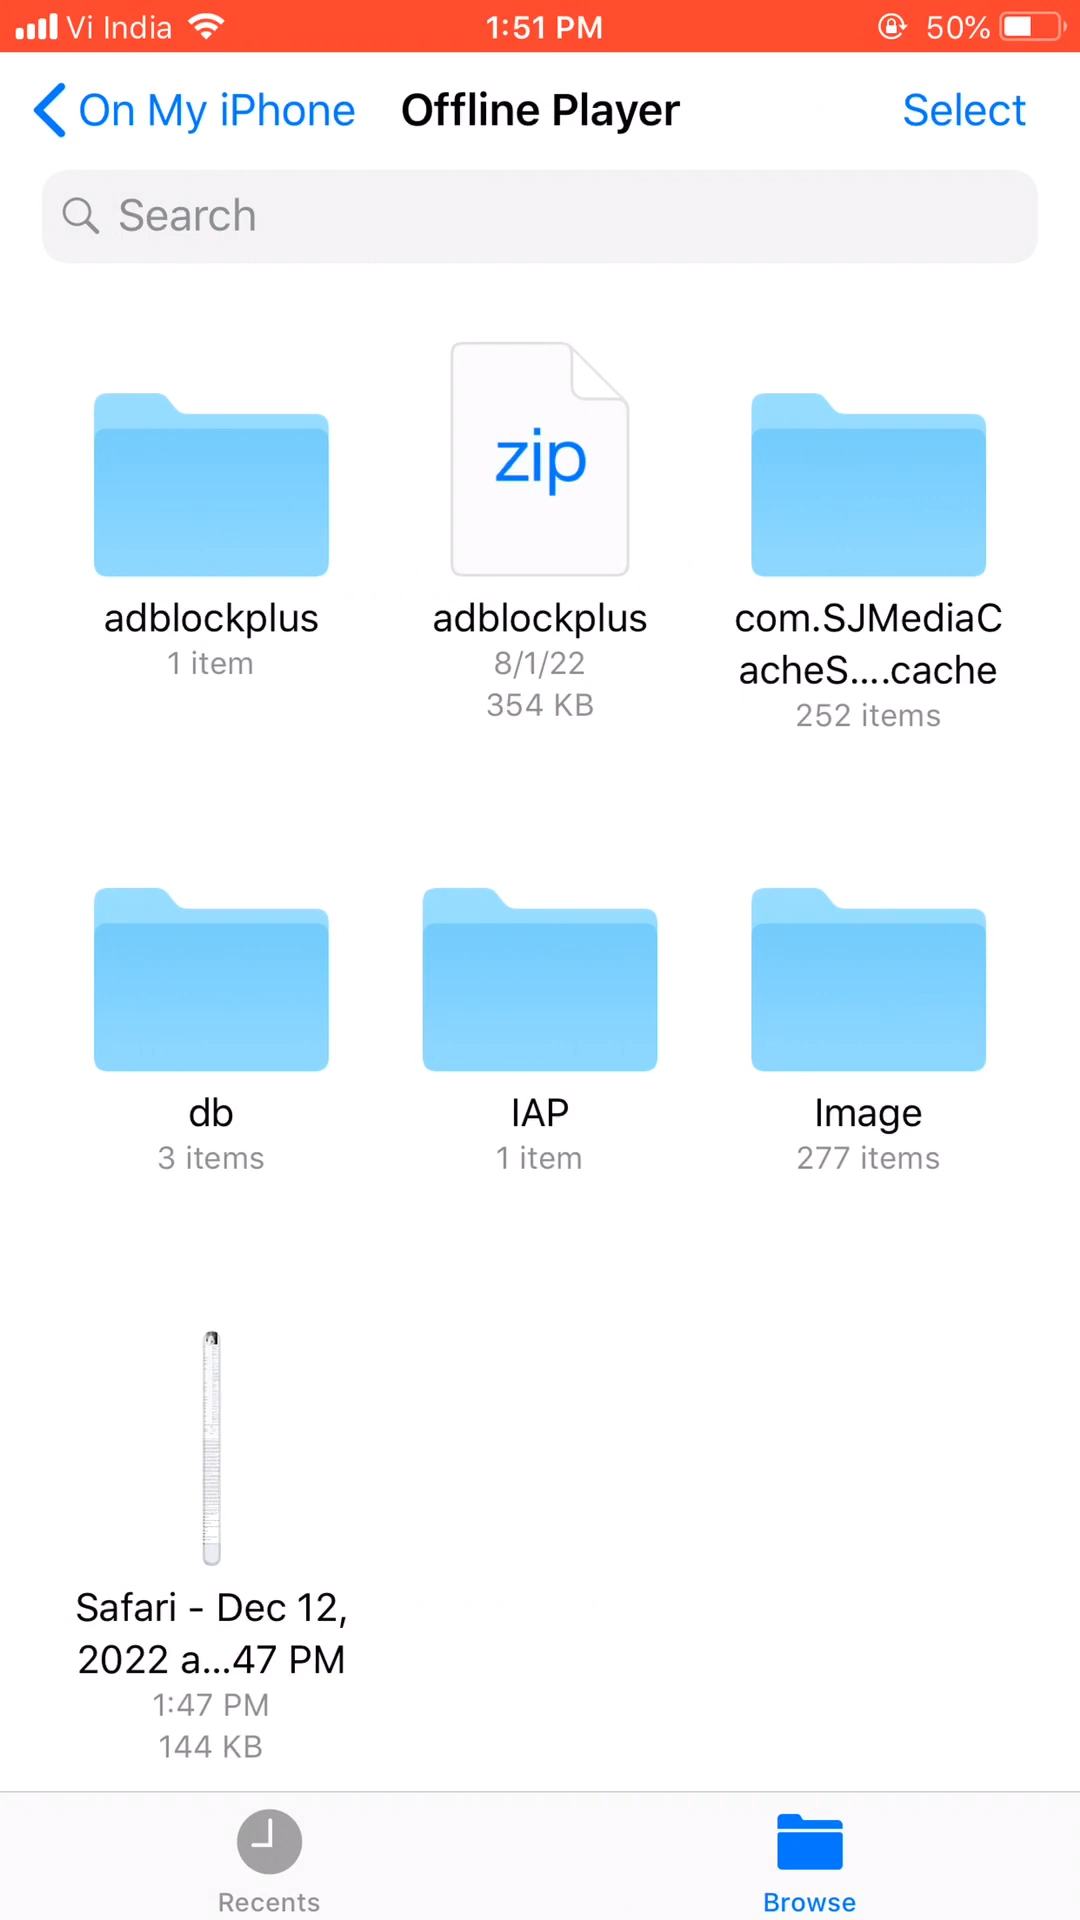 Vi India 1:51 PM 50%
On My iPhone Offline Player Select
Search
zip
adblockplus
1 item
adblockplus
8/1/22
354 KB
com.SJMediaC
acheS....cache
252 items
db
3 items
IAP
1 item
Image
277 items
Safari - Dec 12,
2022 a...47 PM
1:47 PM
144 KB
Recents Browse